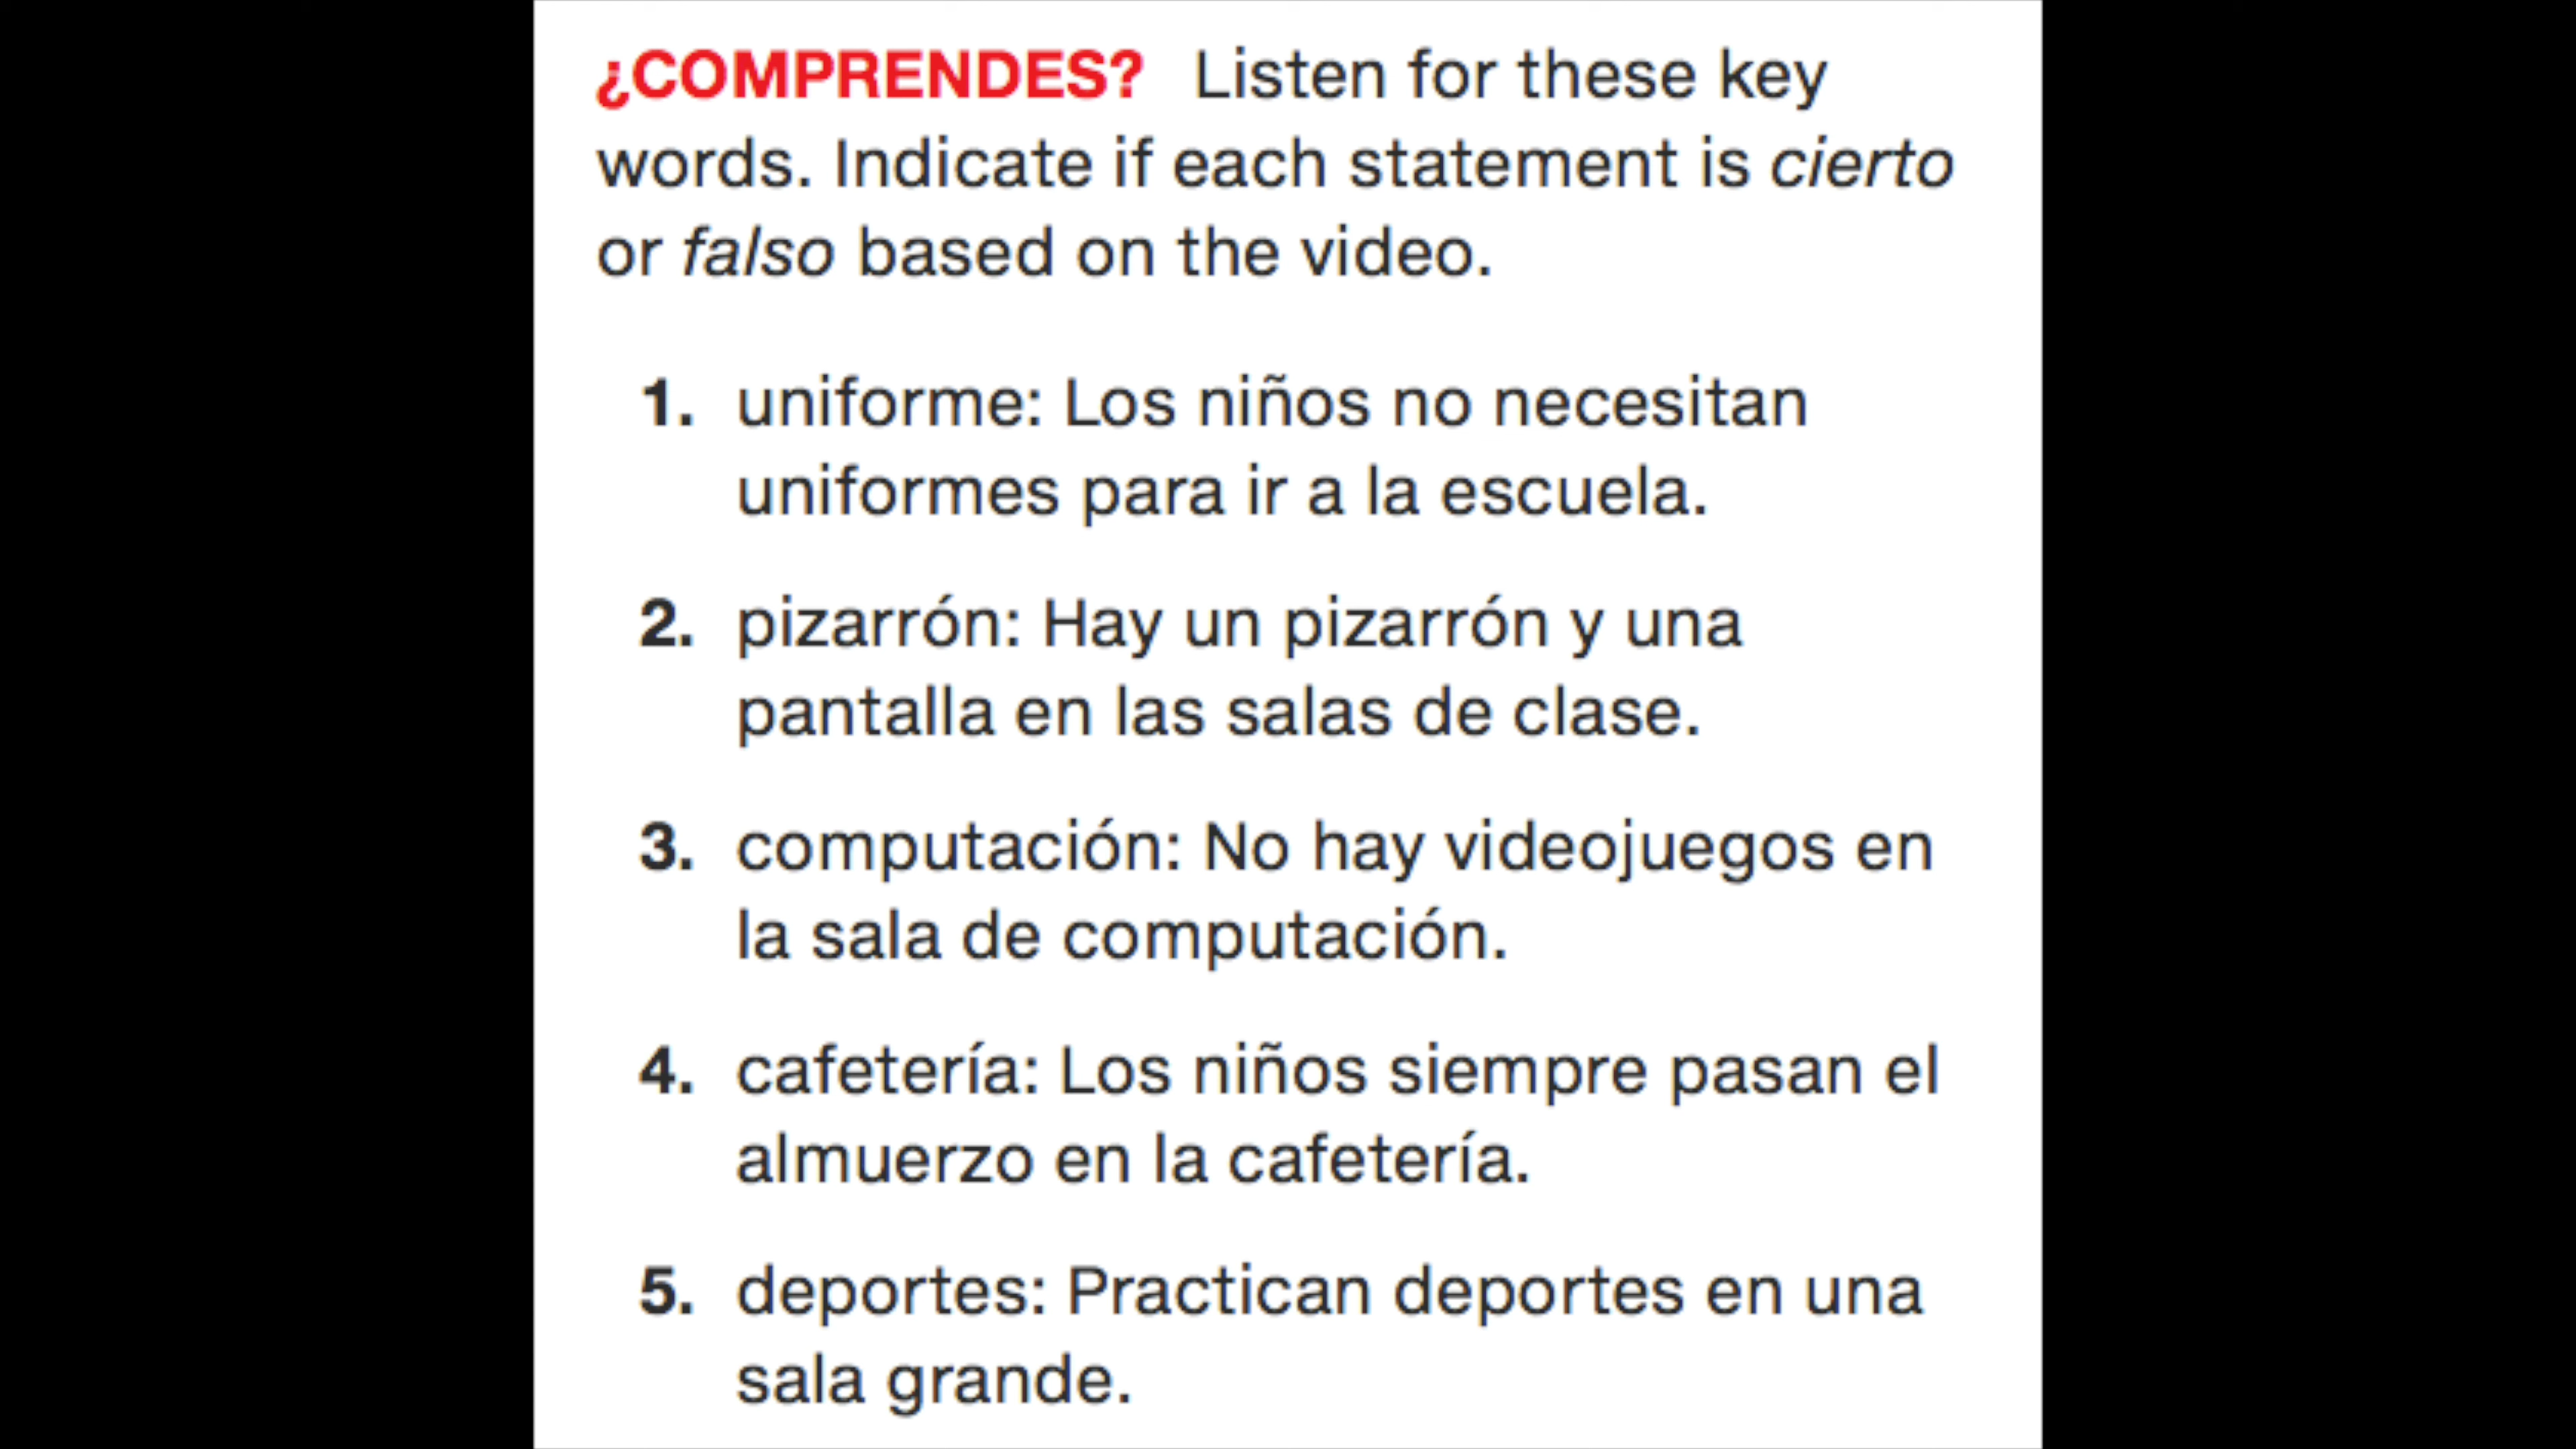 ¿COMPRENDES? Listen for these key
words. Indicate if each statement is cierto
or falso based on the video.
1. uniforme: Los niños no necesitan
uniformes para ir a la escuela.
2. pizarrón: Hay un pizarrón y una
pantalla en las salas de clase.
3. computación: No hay videojuegos en
la sala de computación.
4. cafetería: Los niños siempre pasan el
almuerzo en la cafetería.
5. deportes: Practican deportes en una
sala grande.